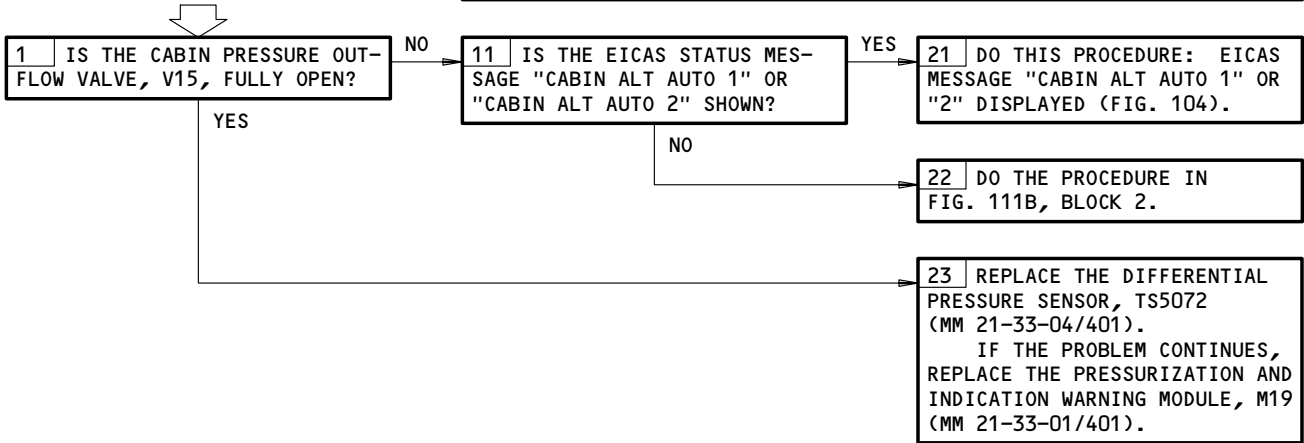 1 IS THE CABIN PRESSURE OUT-
FLOW VALVE, V15, FULLY OPEN?
NO
YES
11 IS THE EICAS STATUS MES-
SAGE "CABIN ALT AUTO 1" OR
"CABIN ALT AUTO 2" SHOWN?
YES
NO
21 DO THIS PROCEDURE: EICAS
MESSAGE "CABIN ALT AUTO 1" OR
"2" DISPLAYED (FIG. 104).
22 DO THE PROCEDURE IN
FIG. 111B, BLOCK 2.
23 REPLACE THE DIFFERENTIAL
PRESSURE SENSOR, TS5072
(MM 21-33-04/401).
IF THE PROBLEM CONTINUES,
REPLACE THE PRESSURIZATION AND
INDICATION WARNING MODULE, M19
(MM 21-33-01/401).